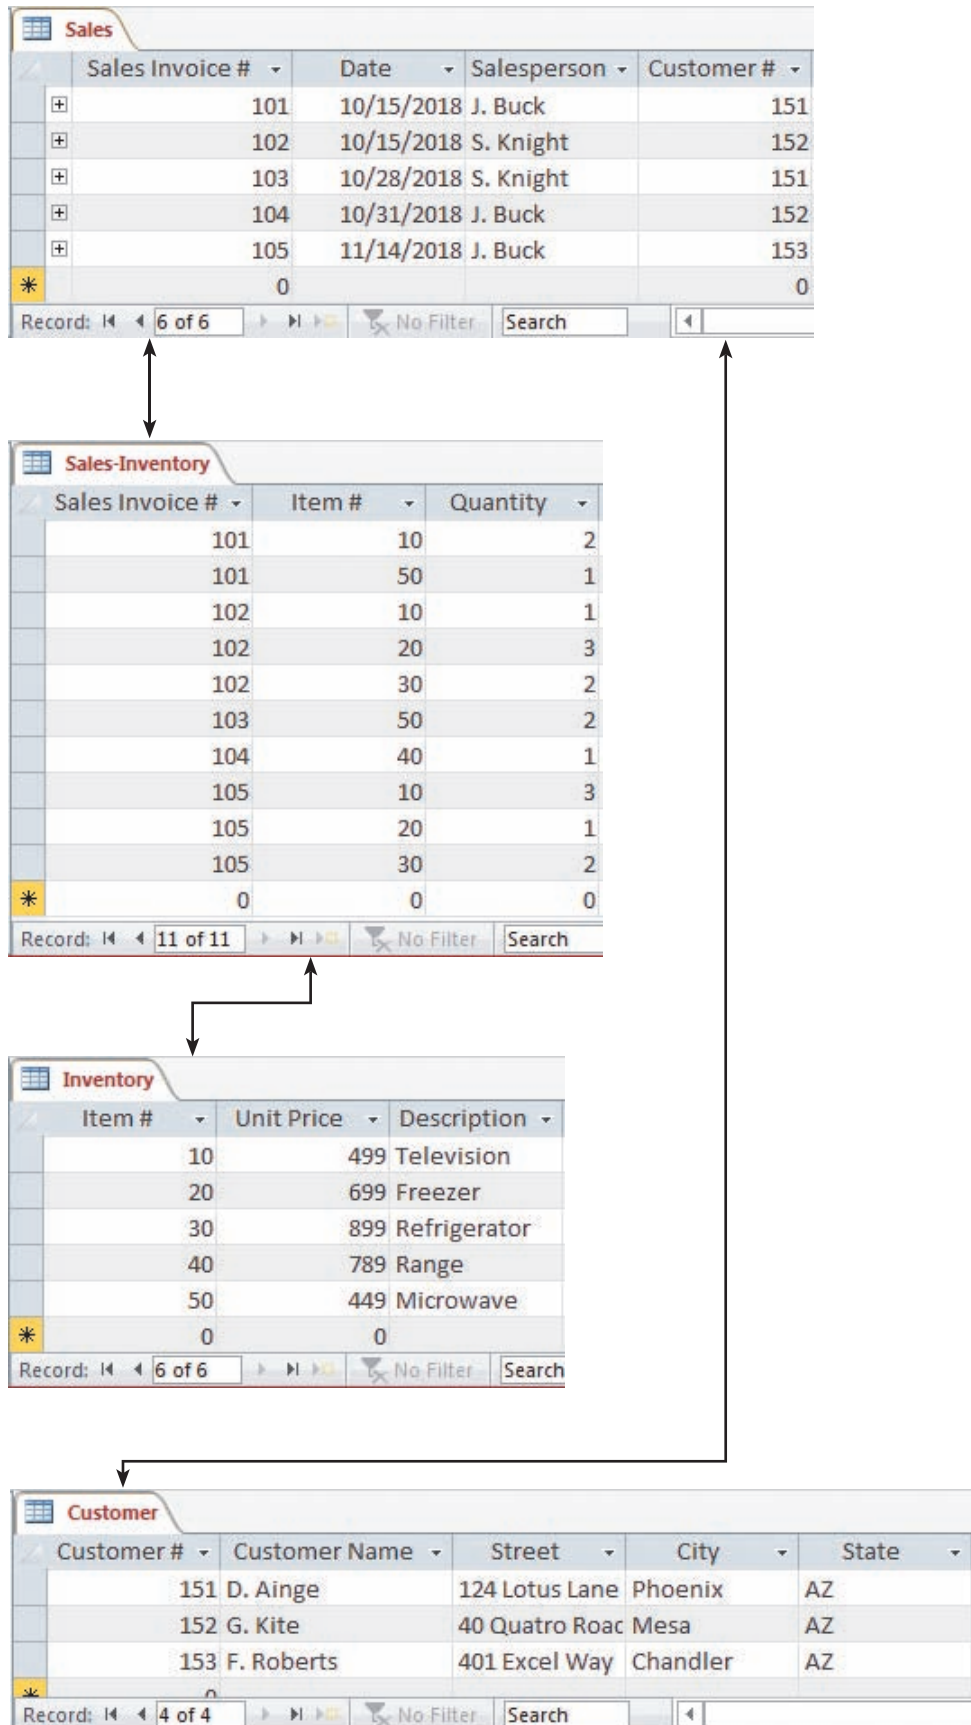 Sales
Sales Invoice # Date Salesperson Customer #
101 10/15/2018 J. Buck 151
102 10/15/2018 S. Knight 152
103 10/28/2018 S. Knight 151
104 10/31/2018 J. Buck 152
105 11/14/2018 J. Buck 153
0 0
Record: 6 of 6 No Filter Search
Sales-Inventory
Sales Invoice # Item # Quantity
101 10 2
101 50 1
102 10 1
102 20 3
102 30 2
103 50 2
104 40 1
105 10 3
105 20 1
105 30 2
0 0 0
Record: 11 of 11 No Filter Search
Inventory
Item # Unit Price Description
10 499 Television
20 699 Freezer
30 899 Refrigerator
40 789 Range
50 449 Microwave
0 0
Record: 6 of 6 No Filter Search
Customer
Customer # Customer Name Street City State
151 D. Ainge 124 Lotus Lane Phoenix AZ
152 G. Kite 40 Quatro Roac Mesa AZ
153 F. Roberts 401 Excel Way Chandler AZ
0
Record: 4 of 4 No Filter Search